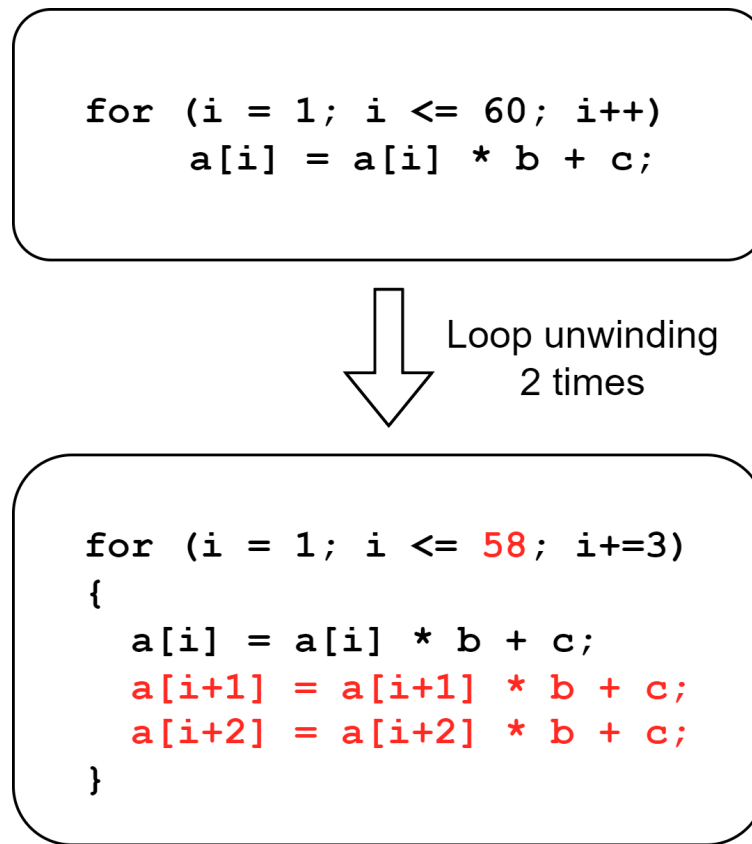 for (i = 1; i <= 60; i++)
a[i] = a[i] * b + c;
Loop unwinding
2 times
for (i = 1; i <= 58; i+=3)
{
a[i] = a[i] * b + c;
a[i+1] = a[i+1] * b + c;
a[i+2] = a[i+2] * b + c;
}